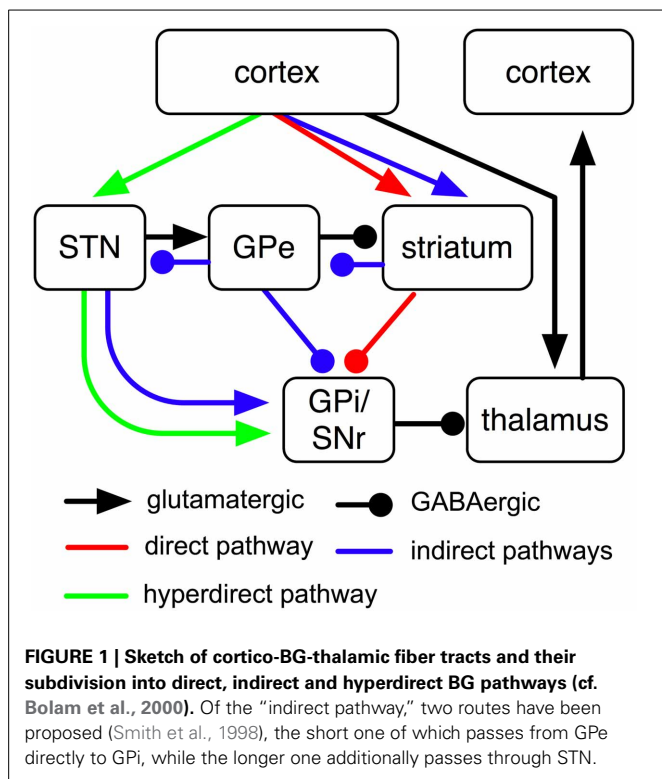 cortex
cortex
STN
GPe
striatum
GPi/
SNr
thalamus
glutamatergic
GABAergic
direct pathway
indirect pathways
hyperdirect pathway
FIGURE 1 | Sketch of cortico-BG-thalamic fiber tracts and their
subdivision into direct, indirect and hyperdirect BG pathways (cf.
Bolam et al., 2000). Of the “indirect pathway,” two routes have been
proposed (Smith et al., 1998), the short one of which passes from GPe
directly to GPi, while the longer one additionally passes through STN.